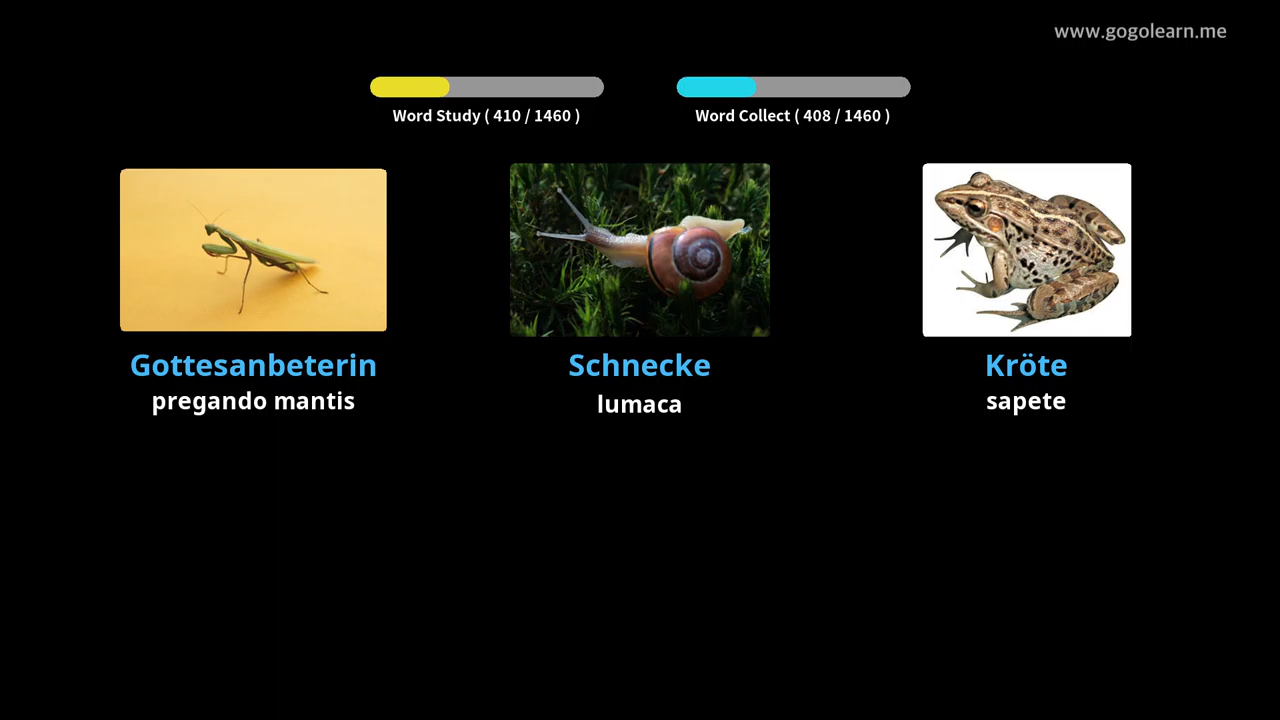 www.gogolearn.me
Word Study ( 410 / 1460 )
Word Collect ( 408 / 1460 )
Gottesanbeterin
Schnecke
Kröte
pregando mantis
lumaca
sapete